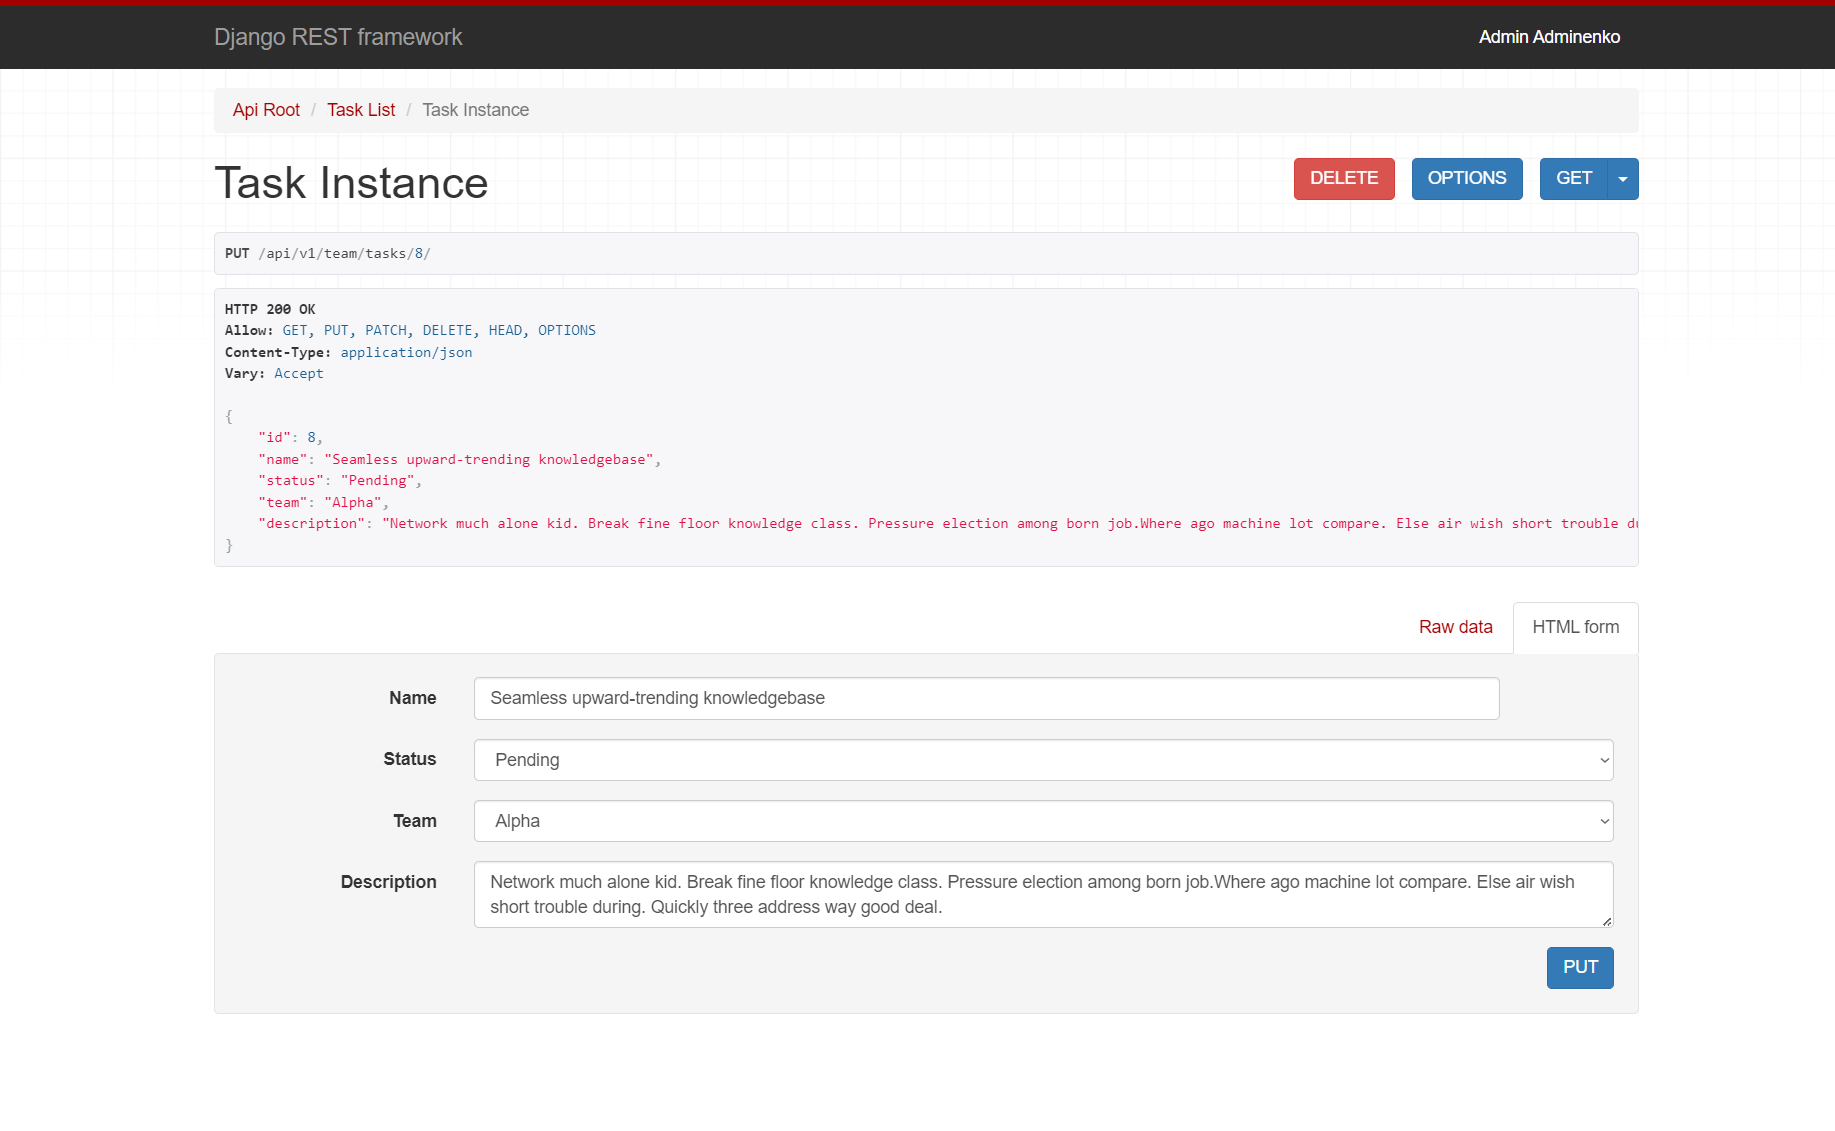 Django REST framework
Admin Adminenko
Api Root / Task List / Task Instance
Task Instance
DELETE
OPTIONS
GET
PUT /api/v1/team/tasks/8/
HTTP 200 OK
Allow: GET, PUT, PATCH, DELETE, HEAD, OPTIONS
Content-Type: application/json
Vary: Accept
{
    "id": 8,
    "name": "Seamless upward-trending knowledgebase",
    "status": "Pending",
    "team": "Alpha",
    "description": "Network much alone kid. Break fine floor knowledge class. Pressure election among born job.Where ago machine lot compare. Else air wish short trouble
}
Raw data
HTML form
Name
Seamless upward-trending knowledgebase
Status
Pending
Team
Alpha
Description
Network much alone kid. Break fine floor knowledge class. Pressure election among born job.Where ago machine lot compare. Else air wish
short trouble during. Quickly three address way good deal.
PUT